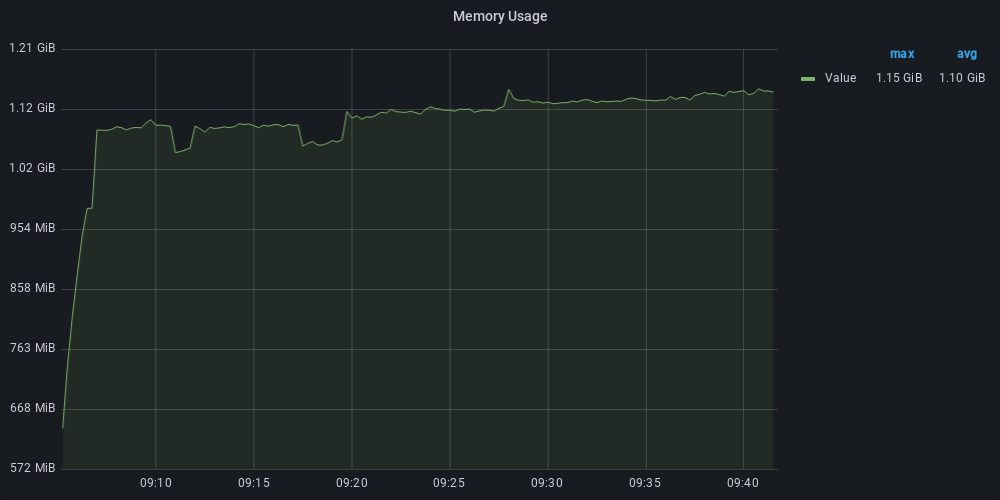 Memory Usage
1.21 GiB
1.12 GiB
1.02 GiB
954 MiB
858 MiB
763 MiB
668 MiB
572 MiB
09:10 09:15 09:20 09:25 09:30 09:35 09:40
max avg
Value 1.15 GiB 1.10 GiB